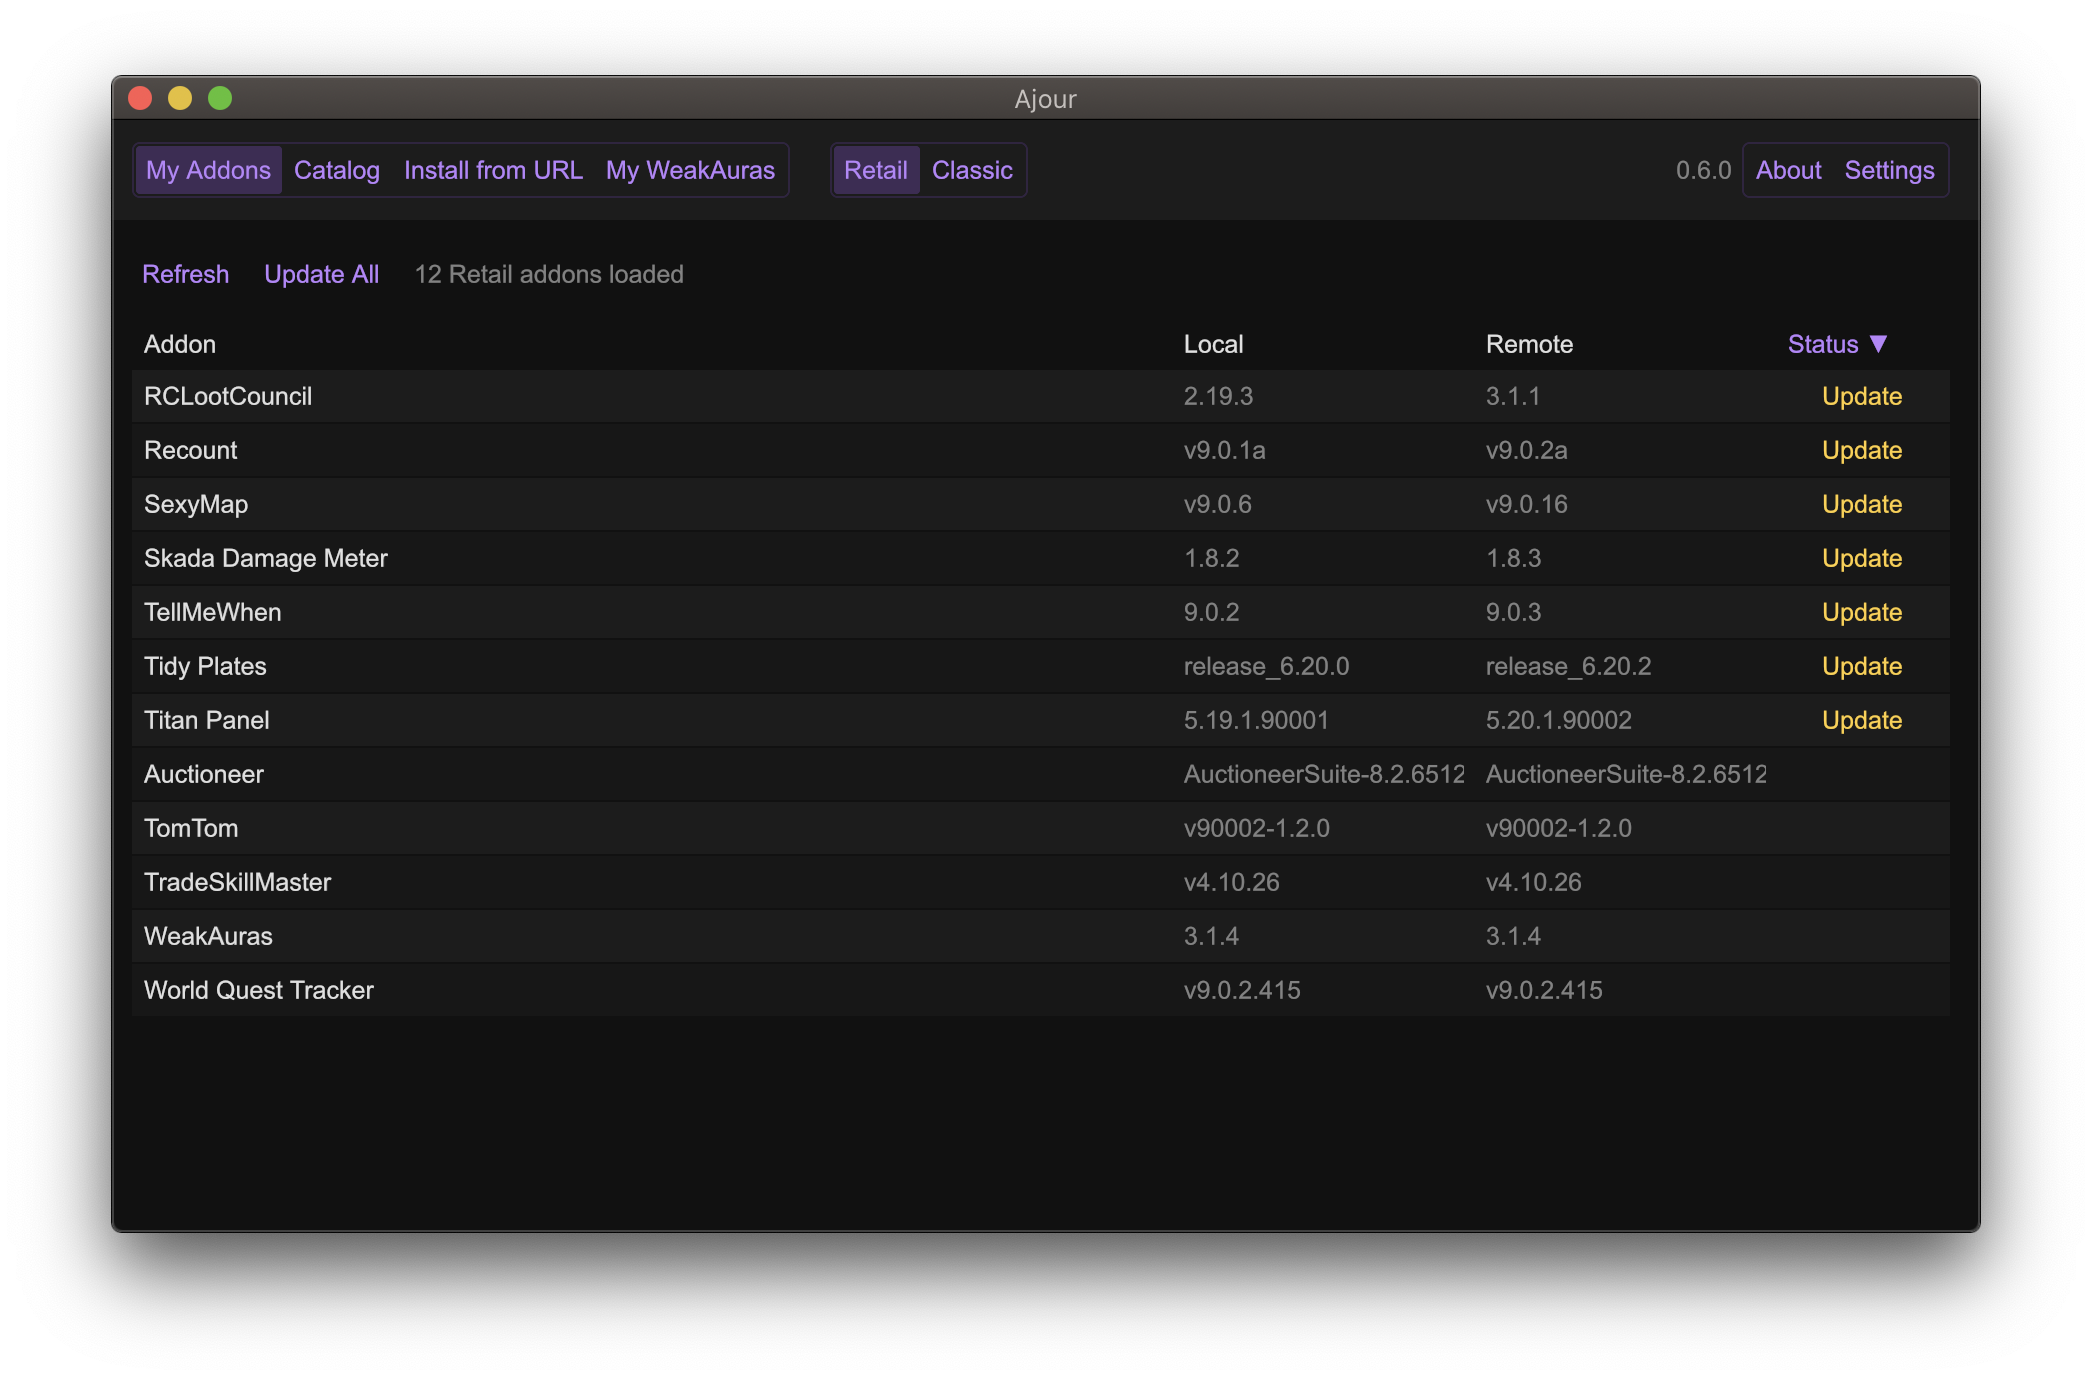 Ajour
My Addons Catalog Install from URL My WeakAuras Retail Classic 0.6.0 About Settings
Refresh Update All 12 Retail addons loaded
Addon Local Remote Status ▼
RCLootCouncil 2.19.3 3.1.1 Update
Recount v9.0.1a v9.0.2a Update
SexyMap v9.0.6 v9.0.16 Update
Skada Damage Meter 1.8.2 1.8.3 Update
TellMeWhen 9.0.2 9.0.3 Update
Tidy Plates release_6.20.0 release_6.20.2 Update
Titan Panel 5.19.1.90001 5.20.1.90002 Update
Auctioneer AuctioneerSuite-8.2.6512 AuctioneerSuite-8.2.6512
TomTom v90002-1.2.0 v90002-1.2.0
TradeSkillMaster v4.10.26 v4.10.26
WeakAuras 3.1.4 3.1.4
World Quest Tracker v9.0.2.415 v9.0.2.415